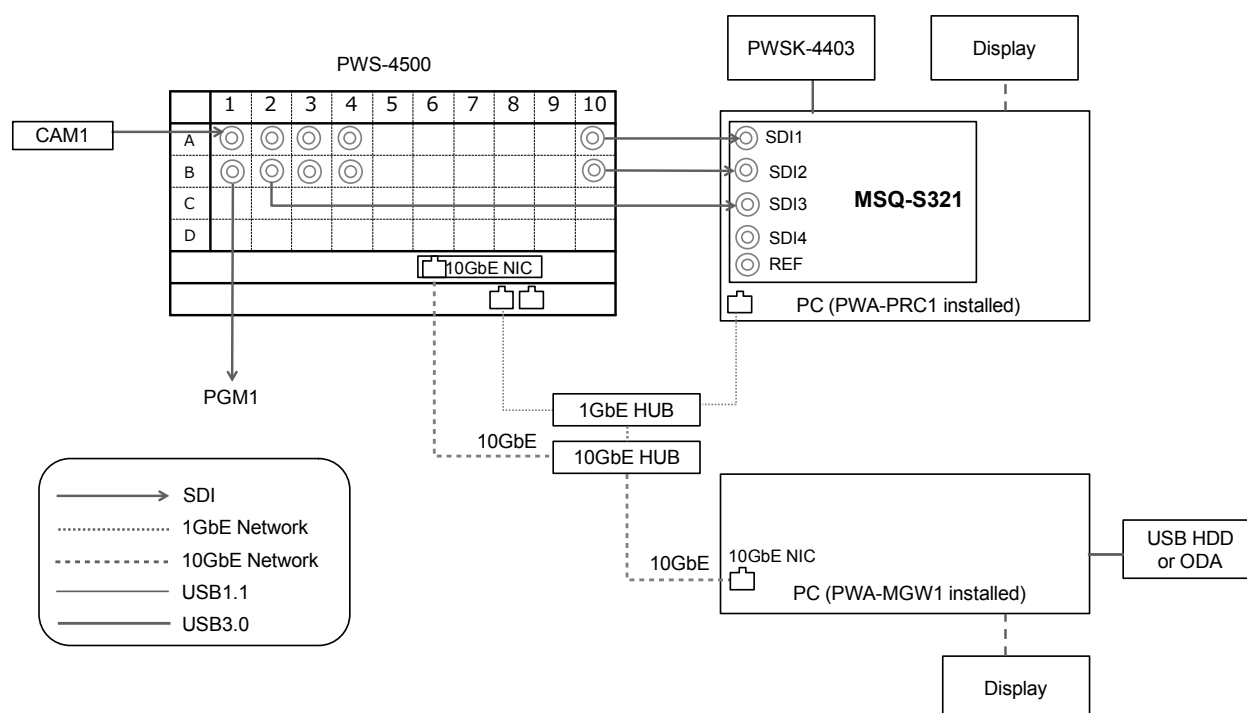 PWSK-4403
Display
PWS-4500
1 2 3 4 5 6 7 8 9 10
CAM1
A
B
C
D
SDI1
SDI2
SDI3
SDI4
REF
MSQ-S321
10GbE NIC
PC (PWA-PRC1 installed)
PGM1
1GbE HUB
10GbE
10GbE HUB
SDI
1GbE Network
10GbE Network
USB1.1
USB3.0
10GbE
10GbE NIC
PC (PWA-MGW1 installed)
USB HDD
or ODA
Display